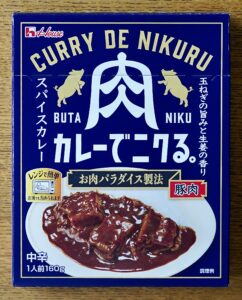 House
CURRY DE NIKURU
スパイスカレー
玉ねぎの旨みと生姜の香り
肉
BUTA NIKU
カレーでニクる。
お肉パラダイス製法
レンジで簡単
豚肉
中辛
1人前160g
調理例